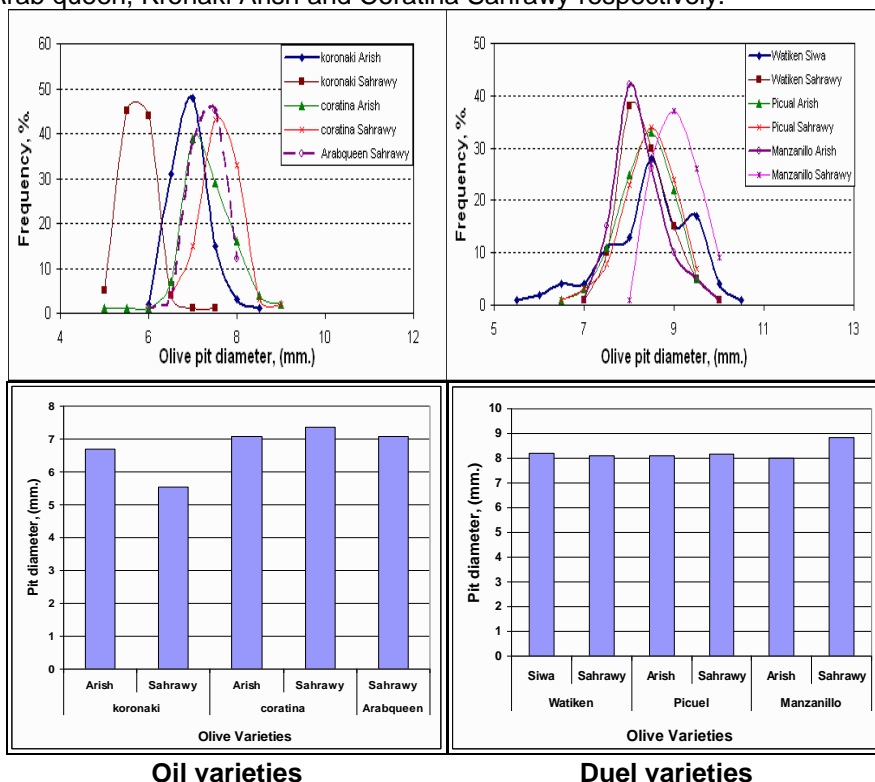 Arab queen, Kronaki Arish and Coratina Sahrawy respectively.
60
50
40
30
20
10
0
Frequency, %.
koronaki Arish
koronaki Sahrawy
coratina Arish
coratina Sahrawy
Arabqueen Sahrawy
4 6 8 10 12
Olive pit diameter, (mm.)
50
40
30
20
10
0
Frequency, %.
Watiken Siwa
Watiken Sahrawy
Picual Arish
Picual Sahrawy
Manzanillo Arish
Manzanillo Sahrawy
5 7 9 11 13
Olive pit diameter, (mm.)
8
7
6
5
4
3
2
1
0
Pit diameter, (mm.)
Arish Sahrawy Arish Sahrawy Sahrawy
koronaki coratina Arabqueen
Olive Varieties
10
9
8
7
6
5
4
3
2
1
0
Pit diameter, (mm.)
Siwa Sahrawy Arish Sahrawy Arish Sahrawy
Watiken Picuel Manzanillo
Olive varieties
Oil varieties
Duel varieties